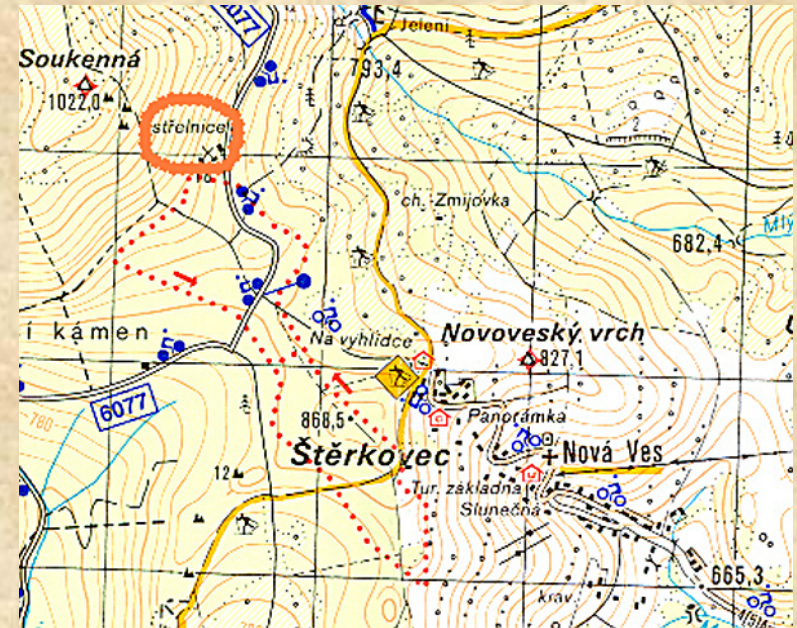 6077
Jelení
Soukenná
793,4
1022,0
střelnice
ch. Zmijovka
Mlý
682,4
í kámen
Na vyhlídce
Novoveský vrch
827,1
6077
780
868,5
Panorámka
Štěrkovec
Nová Ves
12
Tur. základna
Slunečná
2
665,3
krav.